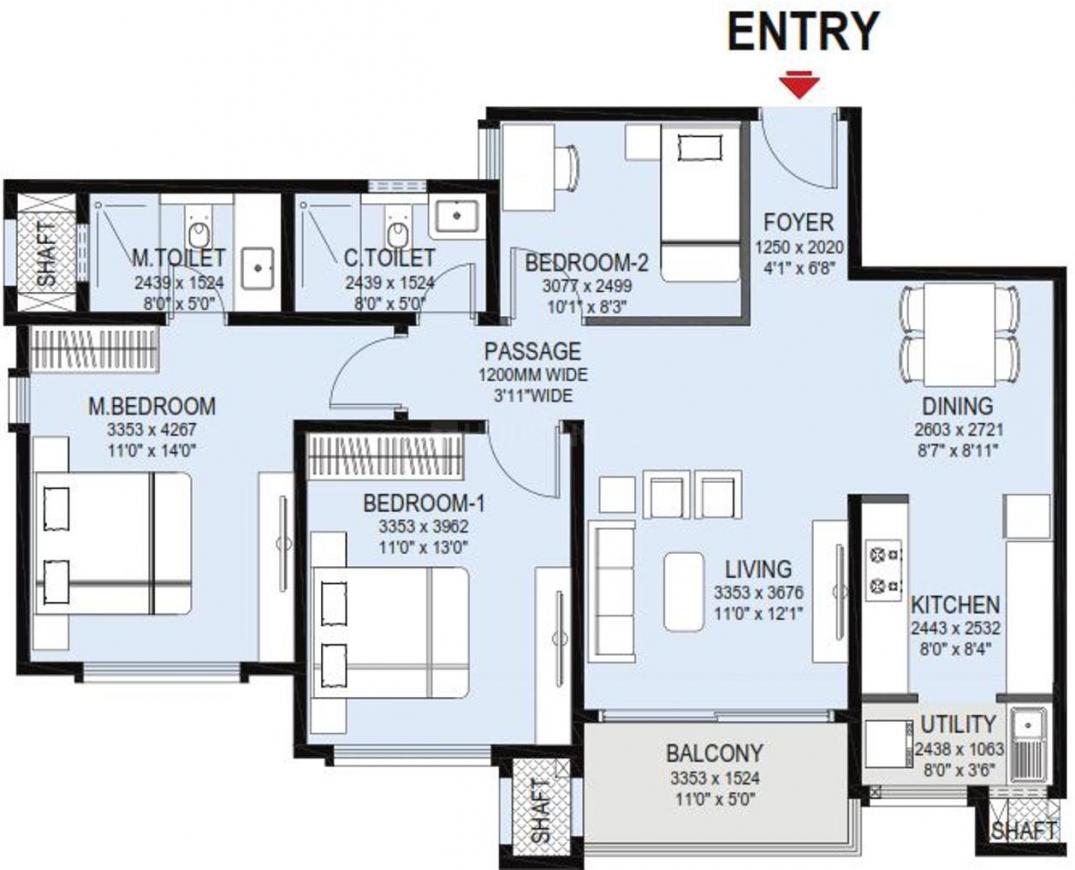 ENTRY
FOYER
1250 x 2020
4'1" x 6'8"
SHAFT
M.TOILET
2439 x 1524
8'0" x 5'0"
C.TOILET
2439 x 1524
8'0" x 5'0"
BEDROOM-2
3077 x 2499
10'1" x 8'3"
PASSAGE
1200MM WIDE
3'11"WIDE
M.BEDROOM
3353 x 4267
11'0" x 14'0"
DINING
2603 x 2721
8'7" x 8'11"
BEDROOM-1
3353 x 3962
11'0" x 13'0"
LIVING
3353 x 3676
11'0" x 12'1"
KITCHEN
2443 x 2532
8'0" x 8'4"
UTILITY
2438 x 1063
8'0" x 3'6"
BALCONY
3353 x 1524
11'0" x 5'0"
SHAFT
SHAFT